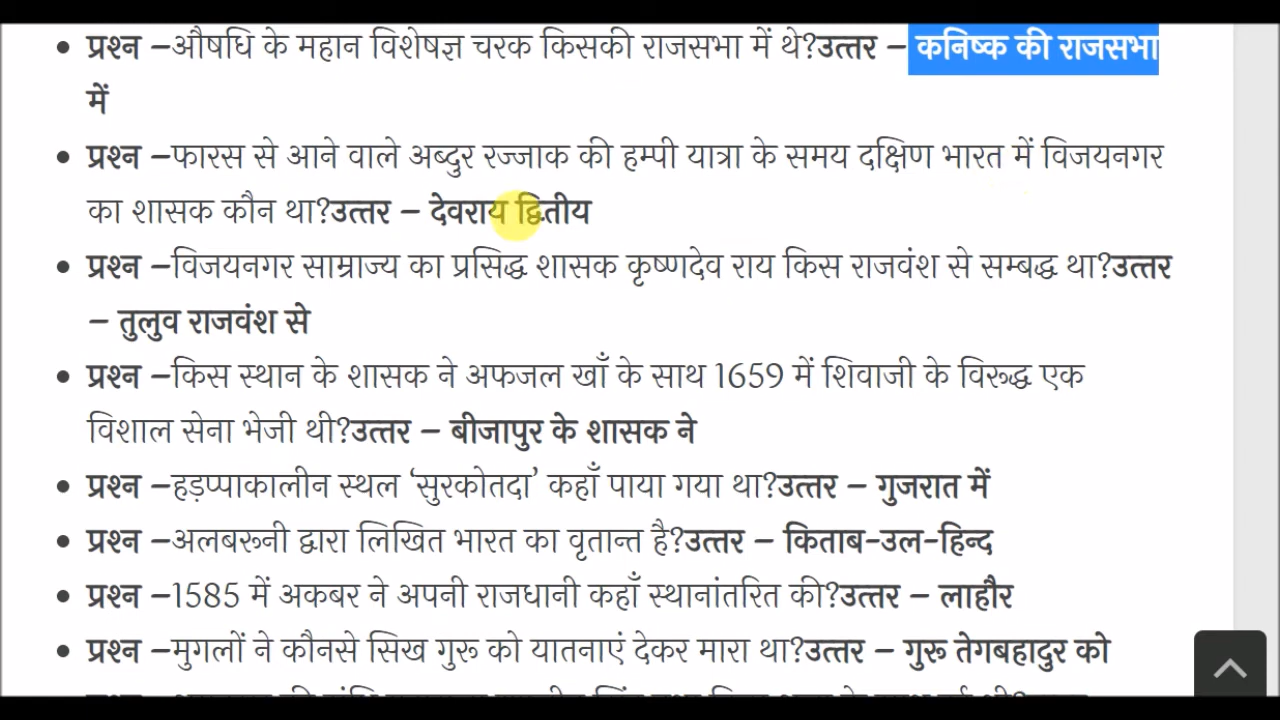 प्रश्न –औषधि के महान विशेषज्ञ चरक किसकी राजसभा में थे?उत्तर – कनिष्क की राजसभा
में
प्रश्न –फारस से आने वाले अब्दुर रज्जाक की हम्पी यात्रा के समय दक्षिण भारत में विजयनगर
का शासक कौन था?उत्तर – देवराय द्वितीय
प्रश्न –विजयनगर साम्राज्य का प्रसिद्ध शासक कृष्णदेव राय किस राजवंश से सम्बद्ध था?उत्तर
– तुलुव राजवंश से
प्रश्न –किस स्थान के शासक ने अफजल खाँ के साथ 1659 में शिवाजी के विरूद्ध एक
विशाल सेना भेजी थी?उत्तर – बीजापुर के शासक ने
प्रश्न –हड़प्पाकालीन स्थल ‘सुरकोतदा’ कहाँ पाया गया था?उत्तर – गुजरात में
प्रश्न –अलबरूनी द्वारा लिखित भारत का वृतान्त है?उत्तर – किताब-उल-हिन्द
प्रश्न –1585 में अकबर ने अपनी राजधानी कहाँ स्थानांतरित की?उत्तर – लाहौर
प्रश्न –मुगलों ने कौनसे सिख गुरू को यातनाएं देकर मारा था?उत्तर – गुरू तेगबहादुर को